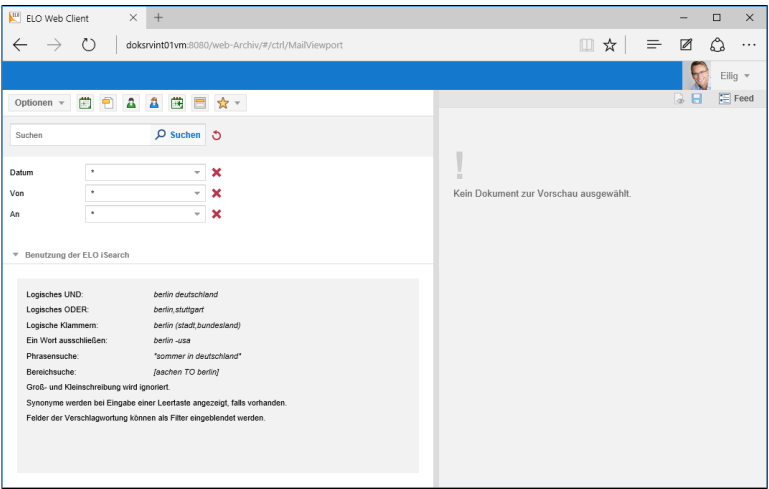 ELO Web Client
doksrvint01vm:8080/web-Archiv/#/ctrl/MailViewport
Eilig
Optionen
Feed
Suchen Suchen
Datum *
Von *
An *
Kein Dokument zur Vorschau ausgewählt.
Benutzung der ELO iSearch
Logisches UND: berlin deutschland
Logisches ODER: berlin,stuttgart
Logische Klammern: berlin (stadt,bundesland)
Ein Wort ausschließen: berlin -usa
Phrasensuche: "sommer in deutschland"
Bereichsuche: [aachen TO berlin]
Groß- und Kleinschreibung wird ignoriert.
Synonyme werden bei Eingabe einer Leertaste angezeigt, falls vorhanden.
Felder der Verschlagwortung können als Filter eingeblendet werden.